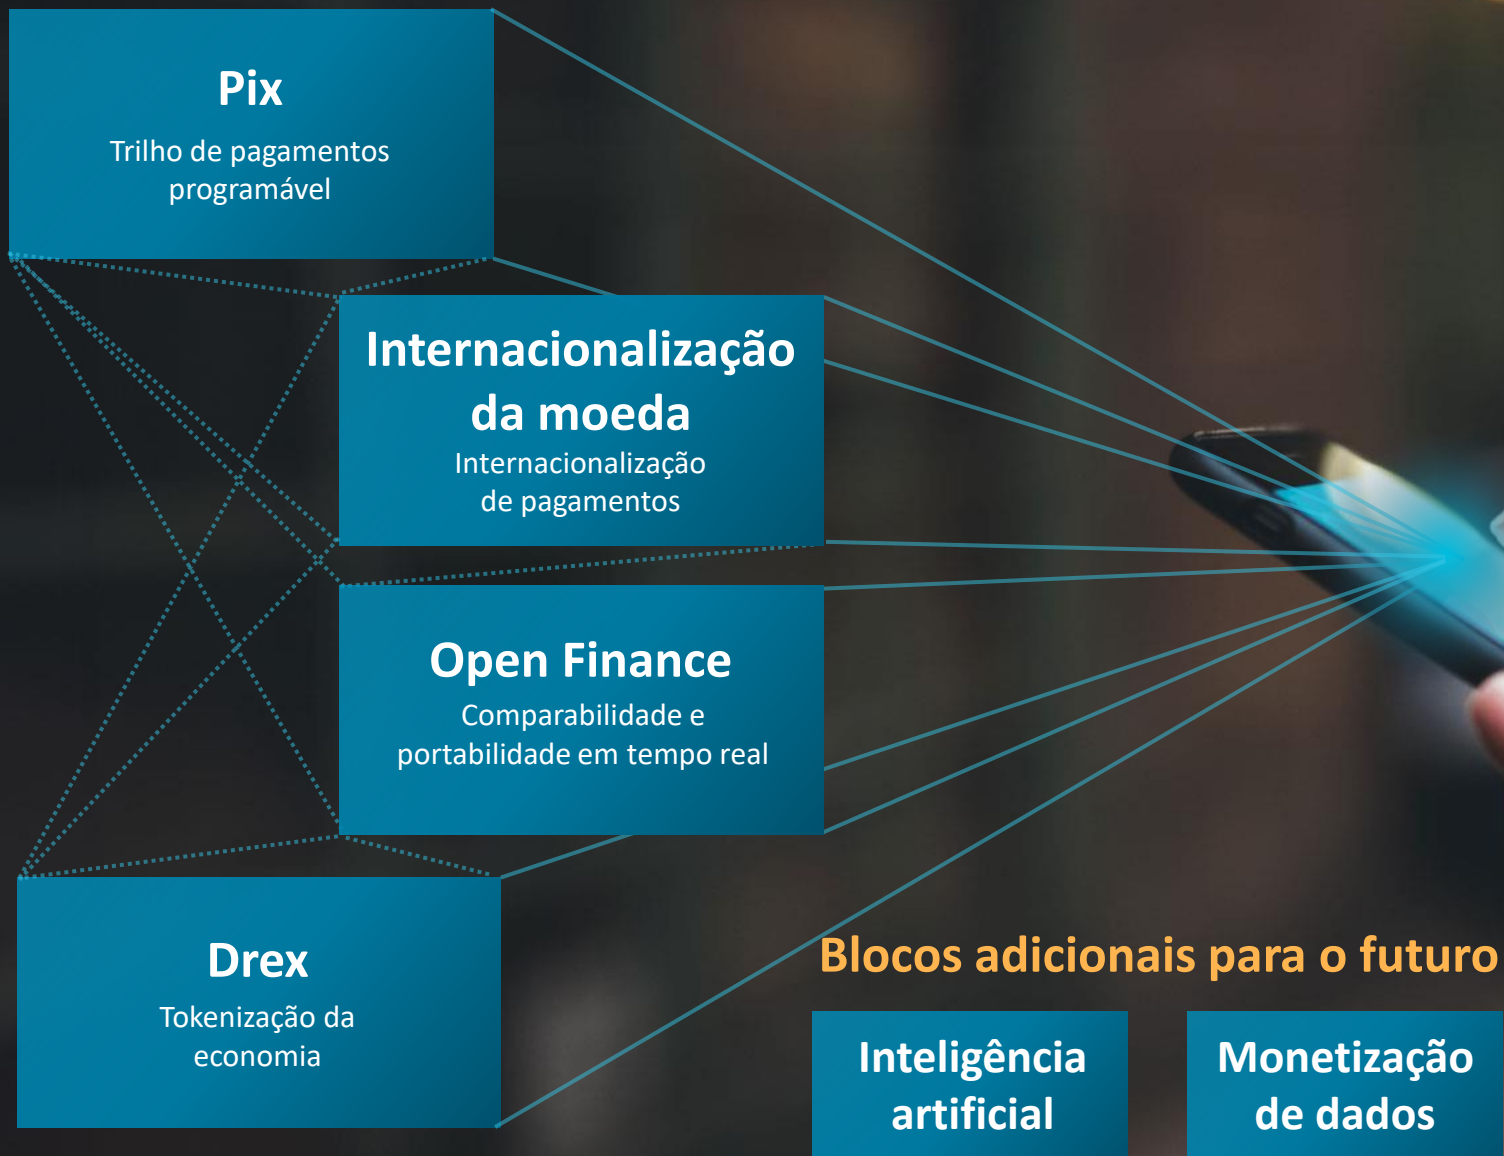 Pix
Trilho de pagamentos
programável
Internacionalização
da moeda
Internacionalização
de pagamentos
Open Finance
Comparabilidade e
portabilidade em tempo real
Drex
Tokenização da
economia
Blocos adicionais para o futuro
Inteligência
artificial
Monetização
de dados